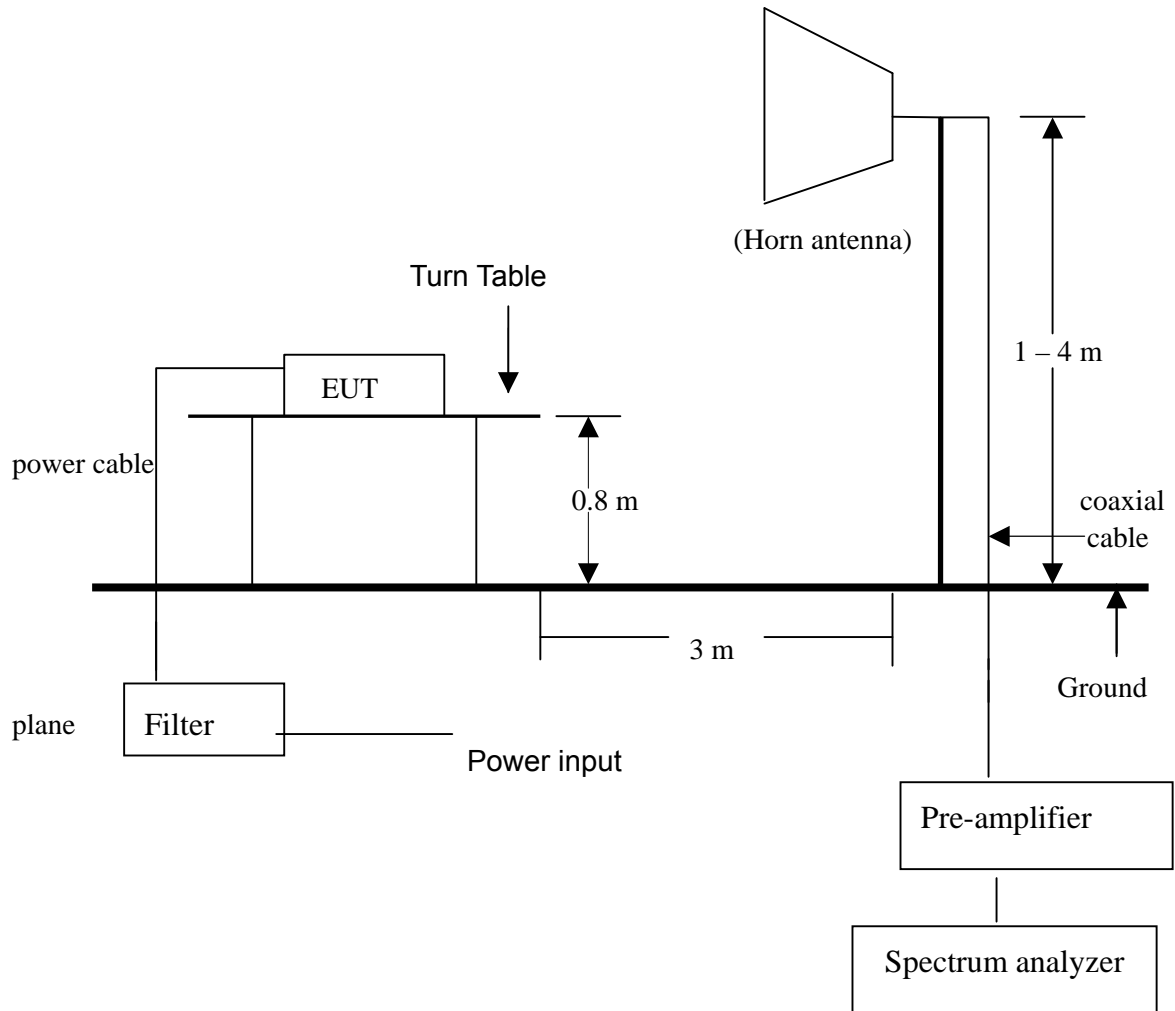 (Horn antenna)
Turn Table
1 – 4 m
EUT
power cable
0.8 m
coaxial
cable
3 m
Ground
plane
Filter
Power input
Pre-amplifier
Spectrum analyzer